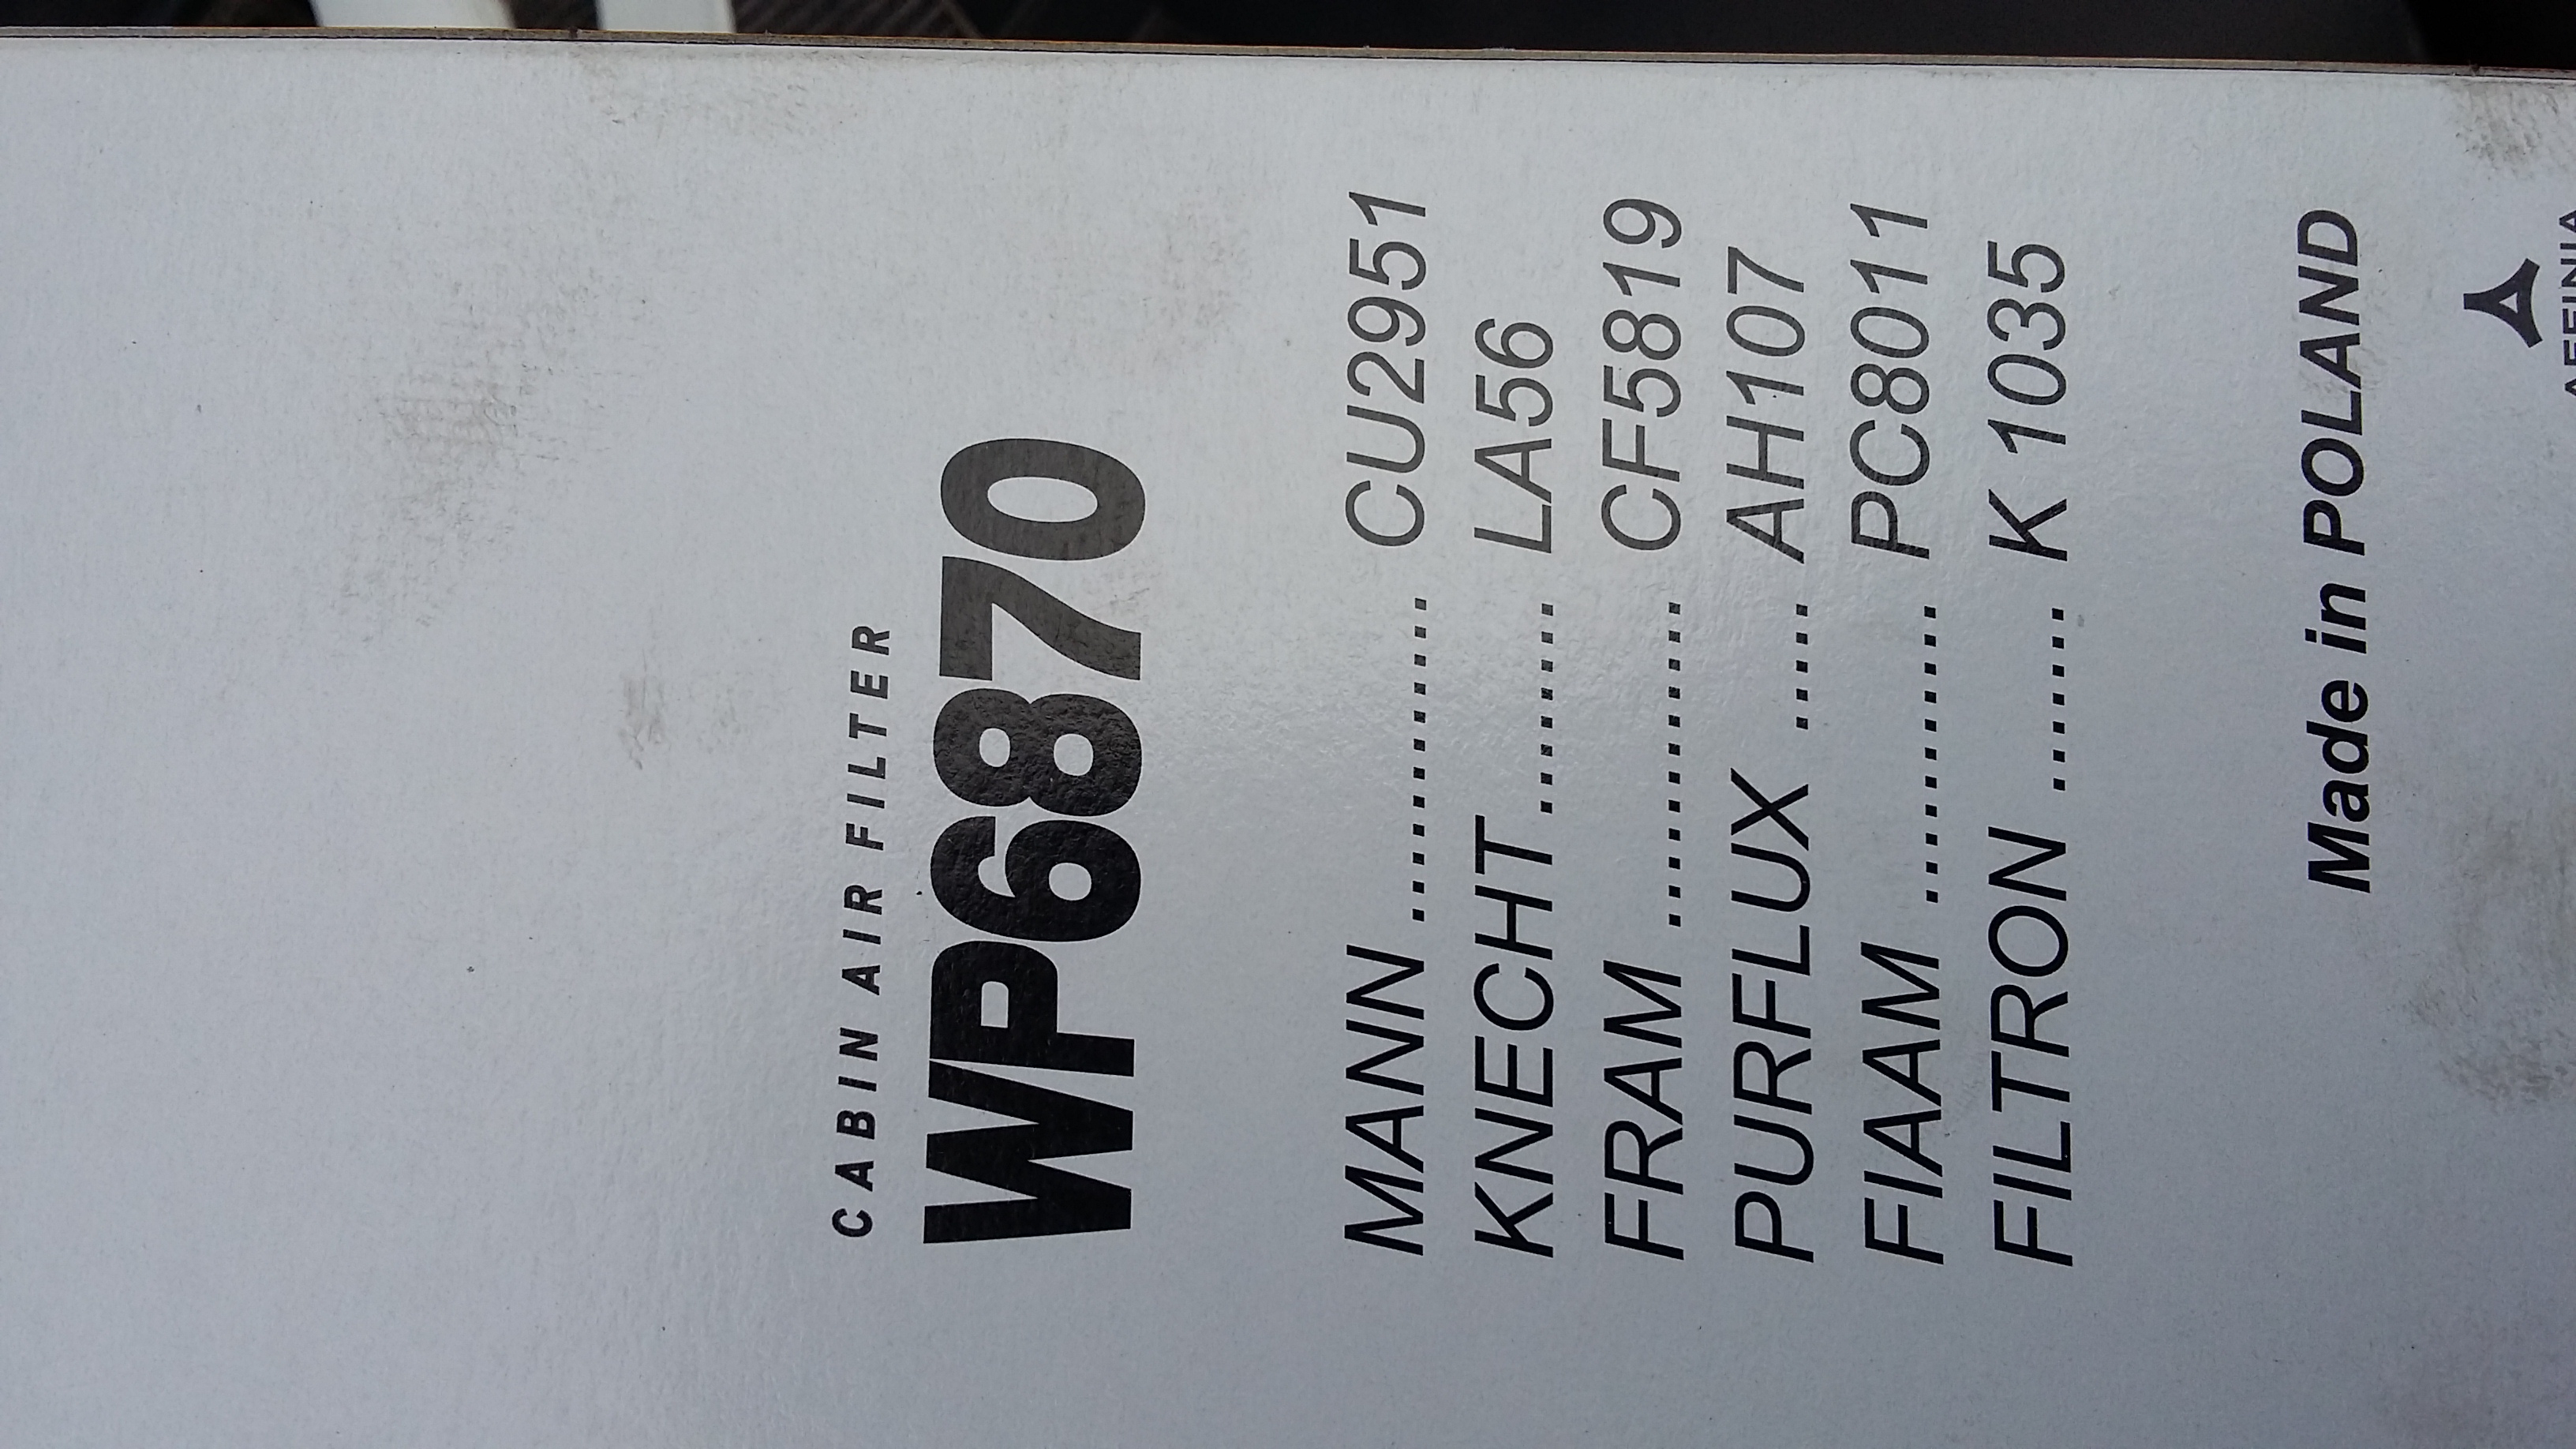 CABIN AIR FILTER
WP6870
MANN ............... CU2951
KNECHT .......... LA56
FRAM ............... CF5819
PURFLUX ...... AH107
FIAAM .............. PC8011
FILTRON ......... K 1035
Made in POLAND